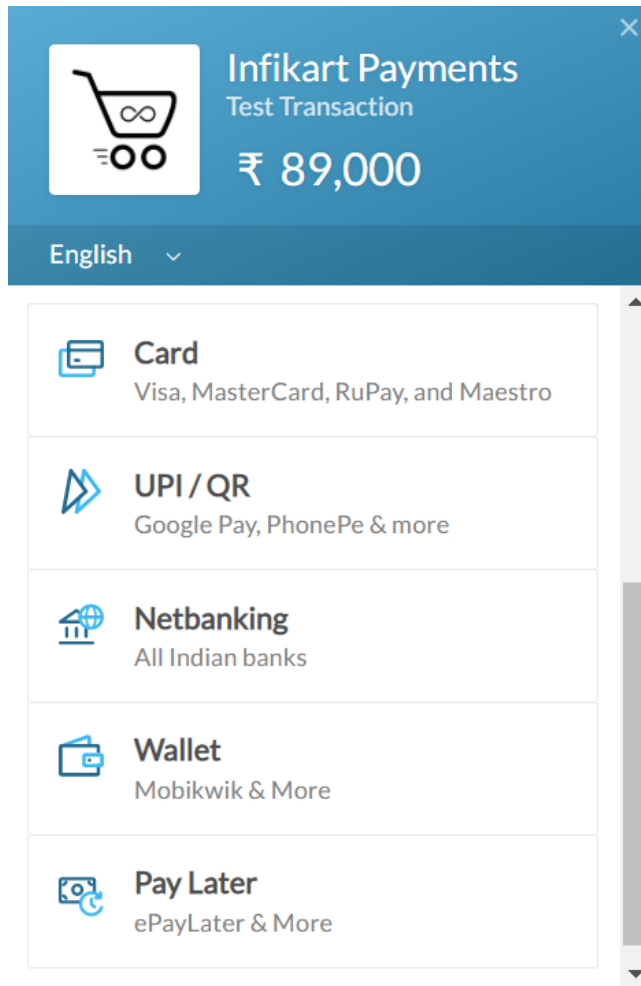 Infikart Payments
Test Transaction
₹ 89,000
English
Card
Visa, MasterCard, RuPay, and Maestro
UPI / QR
Google Pay, PhonePe & more
Netbanking
All Indian banks
Wallet
Mobikwik & More
Pay Later
ePayLater & More